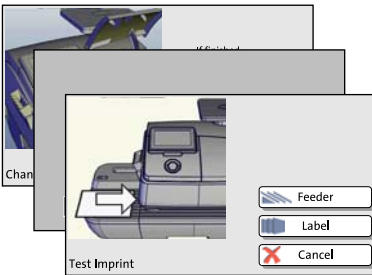 If finished
Chan
Feeder
Label
Cancel
Test Imprint